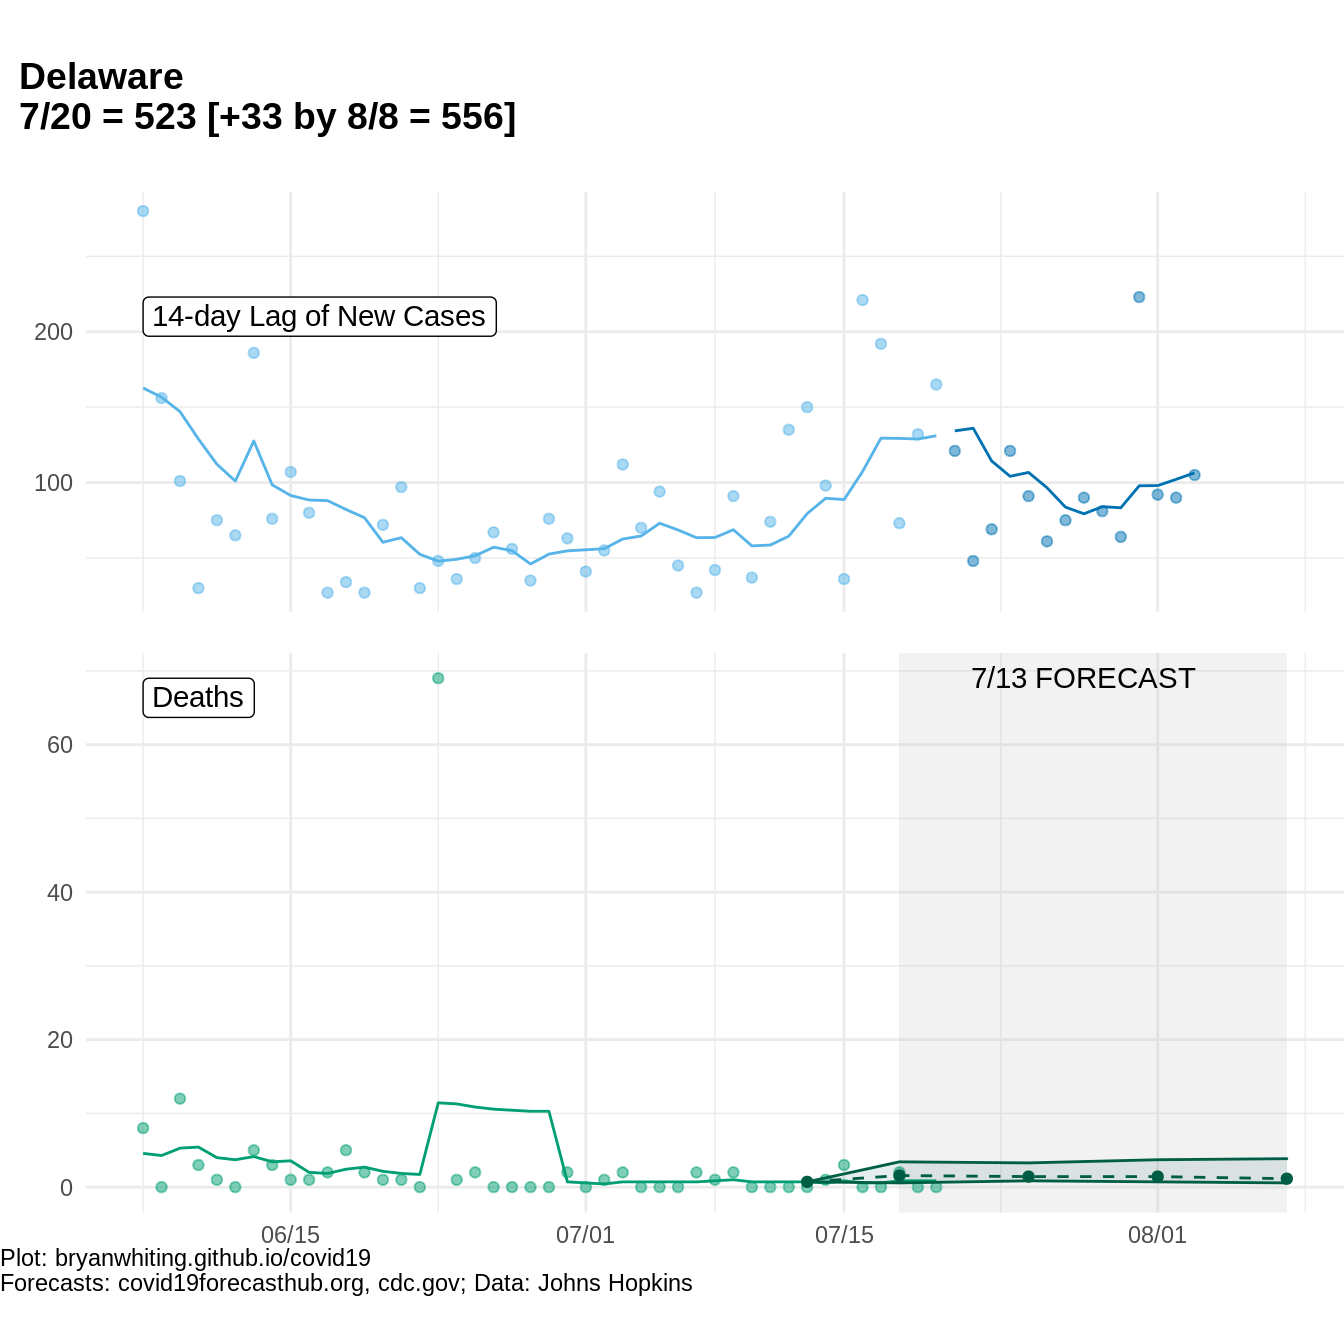 Delaware
7/20 = 523 [+33 by 8/8 = 556]
14-day Lag of New Cases
200
100
Deaths
7/13 FORECAST
60
40
20
0
06/15
07/01
07/15
08/01
Plot: bryanwhiting.github.io/covid19
Forecasts: covid19forecasthub.org, cdc.gov; Data: Johns Hopkins